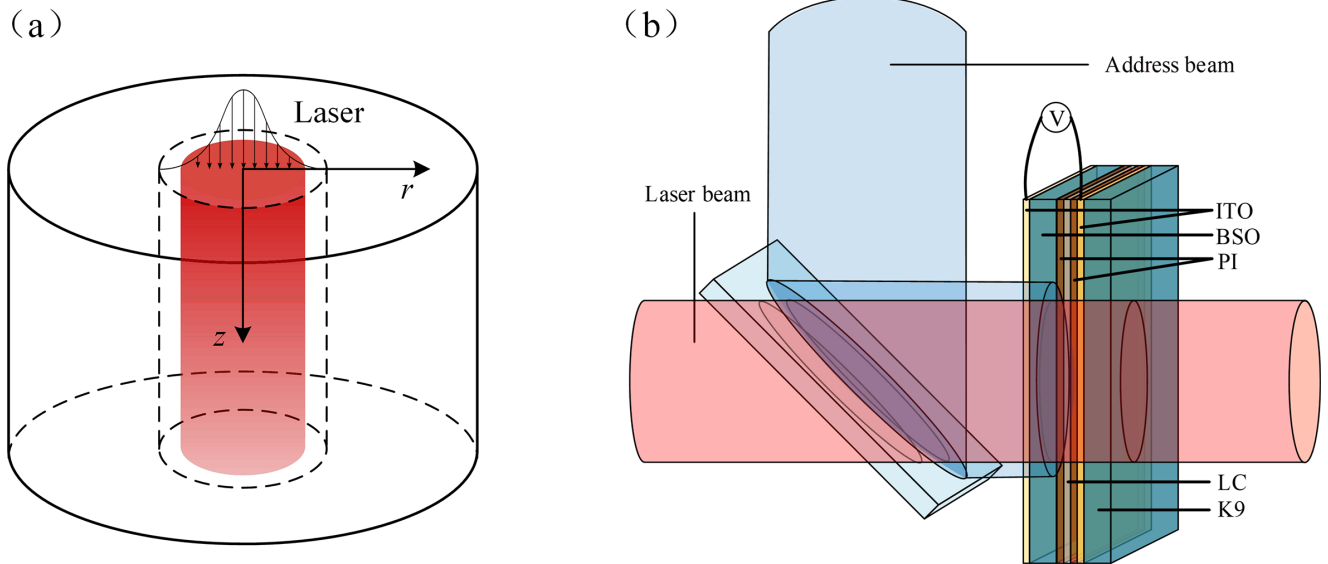 (a)
Laser
r
z
(b)
Address beam
V
Laser beam
ITO
BSO
PI
LC
K9